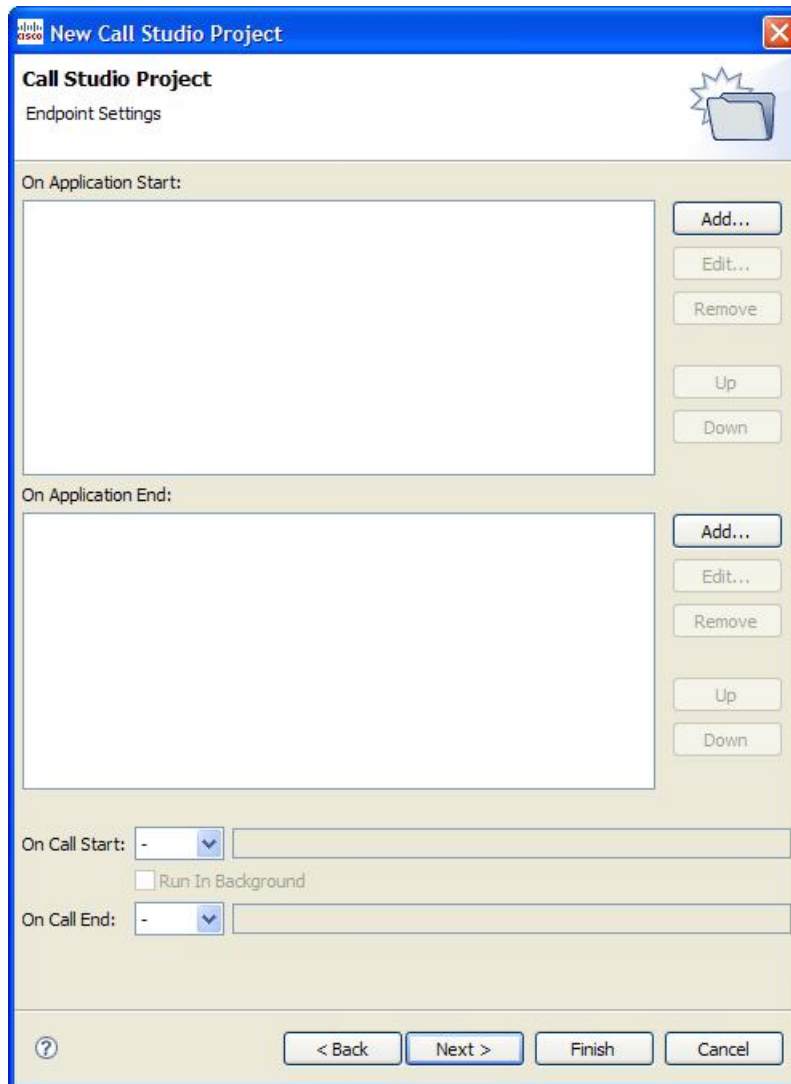 cisco New Call Studio Project
Call Studio Project
Endpoint Settings
On Application Start:
Add...
Edit...
Remove
Up
Down
On Application End:
Add...
Edit...
Remove
Up
Down
On Call Start: -
Run In Background
On Call End: -
? < Back Next > Finish Cancel